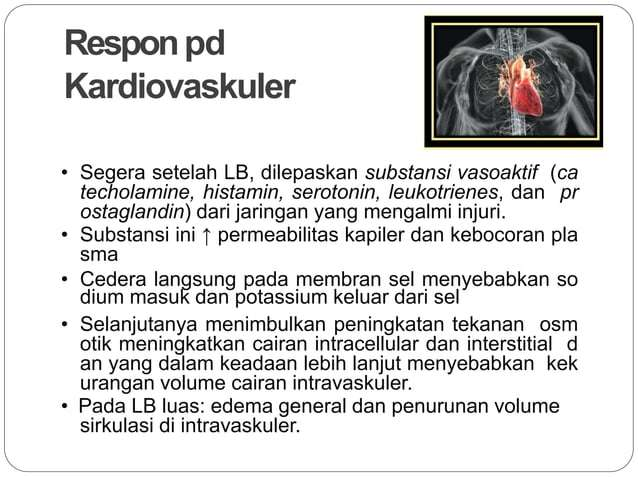 Respon pd
Kardiovaskuler
• Segera setelah LB, dilepaskan substansi vasoaktif (ca
techolamine, histamin, serotonin, leukotrienes, dan pr
ostaglandin) dari jaringan yang mengalmi injuri.
• Substansi ini ↑ permeabilitas kapiler dan kebocoran pla
sma
• Cedera langsung pada membran sel menyebabkan so
dium masuk dan potassium keluar dari sel
• Selanjutanya menimbulkan peningkatan tekanan osm
otik meningkatkan cairan intracellular dan interstitial d
an yang dalam keadaan lebih lanjut menyebabkan kek
urangan volume cairan intravaskuler.
• Pada LB luas: edema general dan penurunan volume
sirkulasi di intravaskuler.